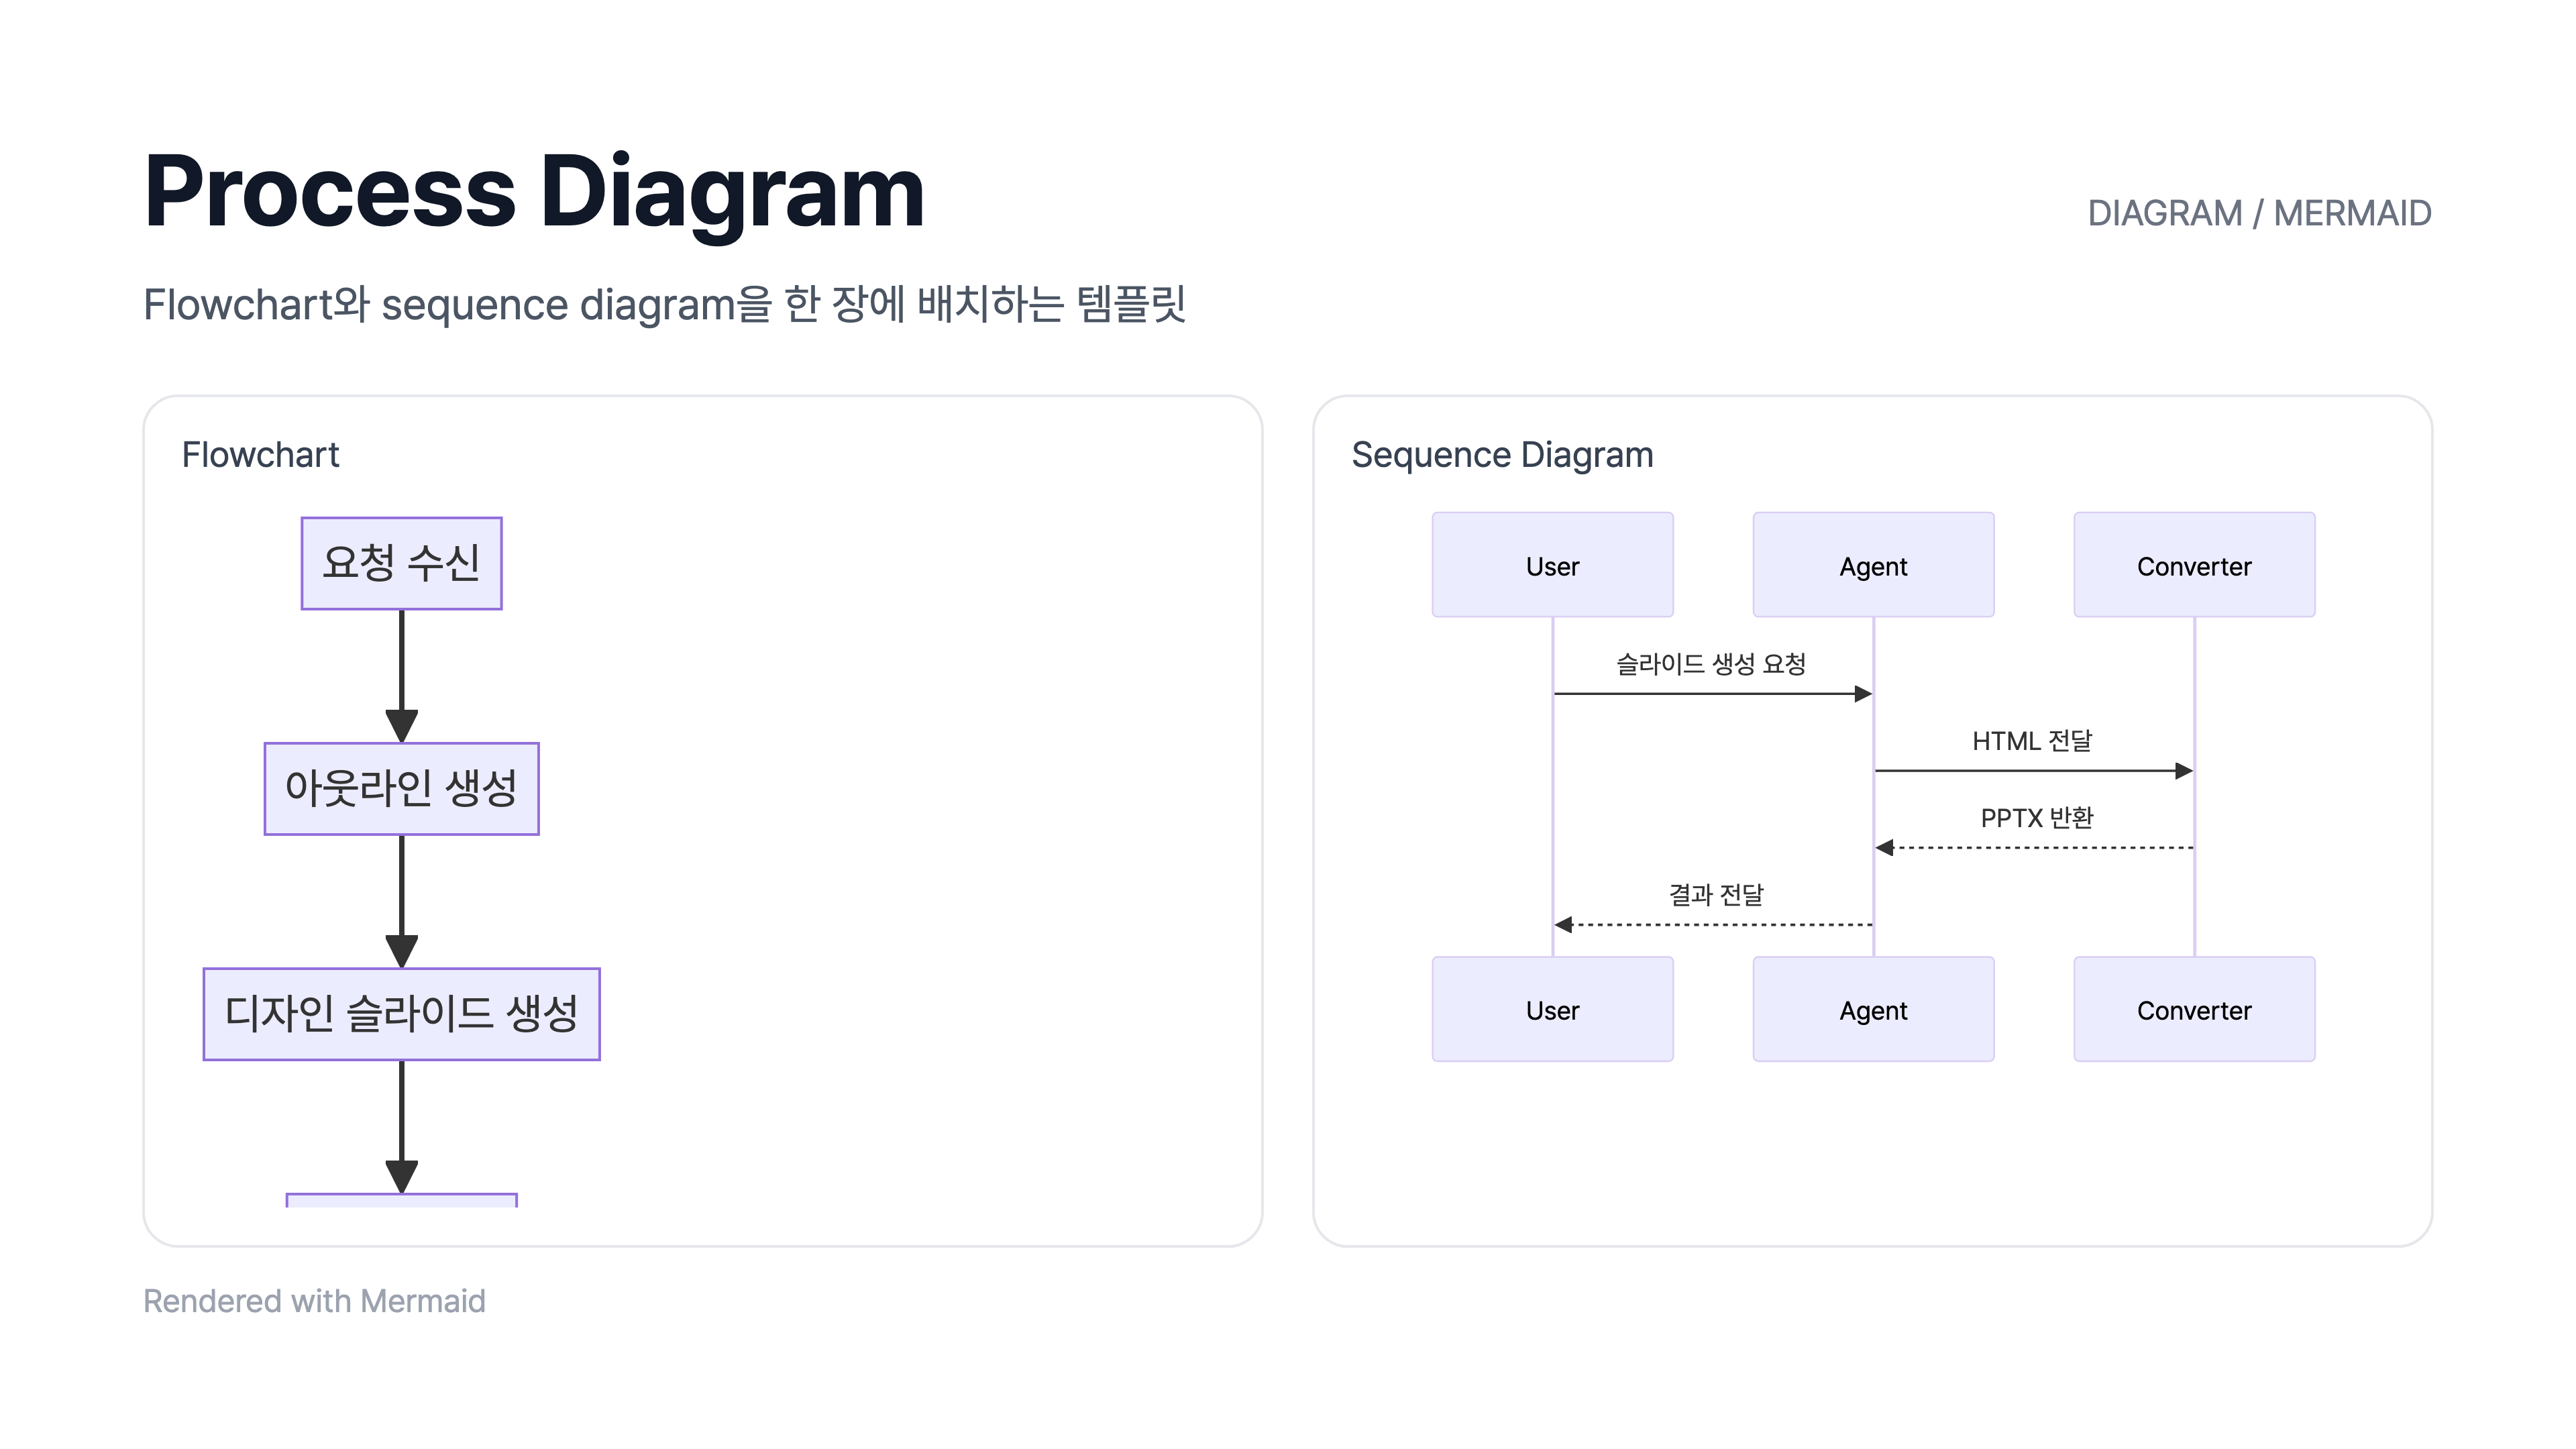 Process Diagram
DIAGRAM / MERMAID
Flowchart와 sequence diagram을 한 장에 배치하는 템플릿
Flowchart
요청 수신
아웃라인 생성
디자인 슬라이드 생성
Sequence Diagram
User
Agent
Converter
슬라이드 생성 요청
HTML 전달
PPTX 반환
결과 전달
User
Agent
Converter
Rendered with Mermaid